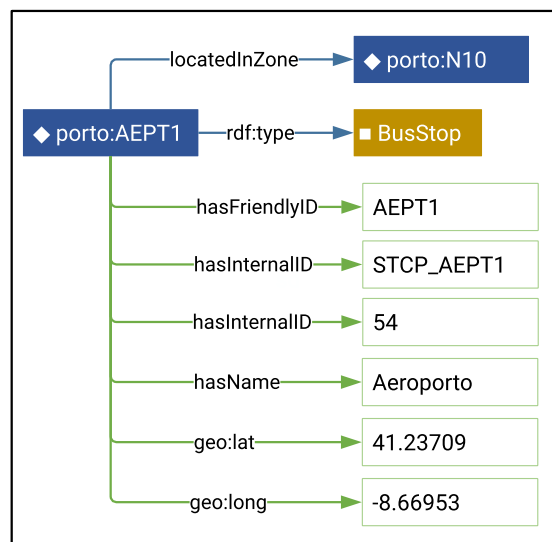 locatedInZone
porto:N10
porto:AEPT1
rdf:type
BusStop
hasFriendlyID
AEPT1
hasInternalID
STCP_AEPT1
hasInternalID
54
hasName
Aeroporto
geo:lat
41.23709
geo:long
-8.66953